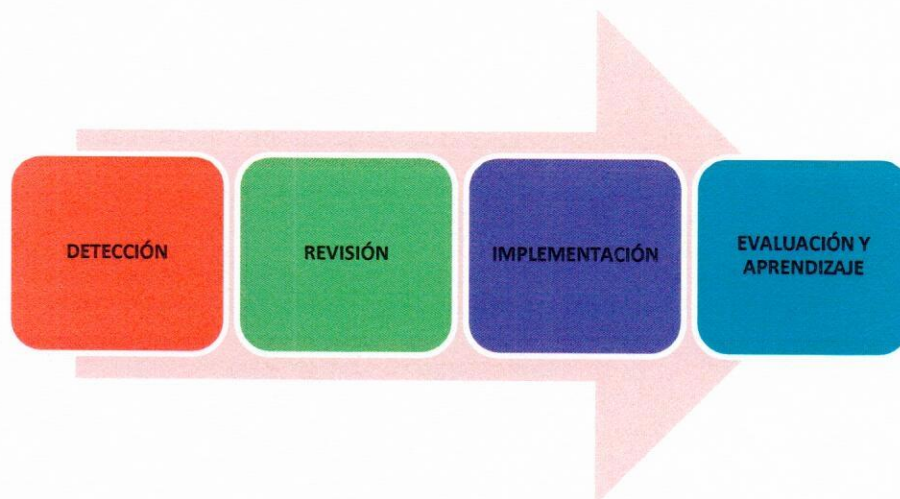 DETECCIÓN
REVISIÓN
IMPLEMENTACIÓN
EVALUACIÓN Y
APRENDIZAJE